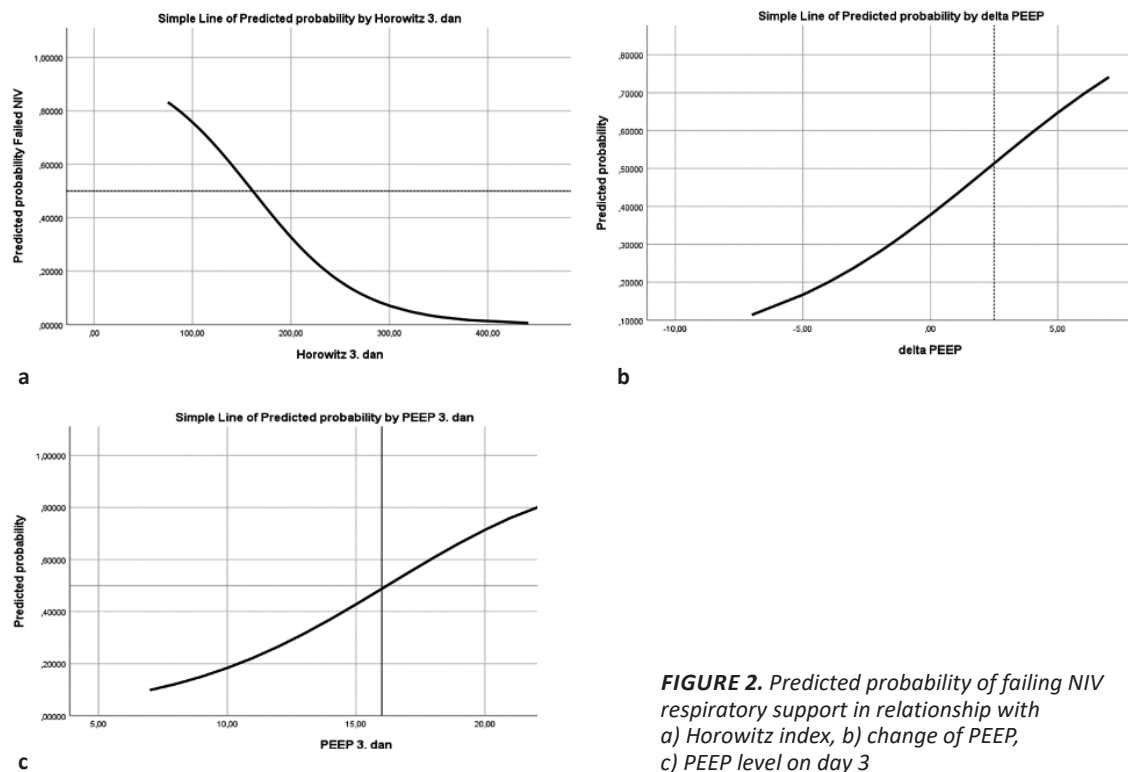 Simple Line of Predicted probability by Horowitz 3. dan
Predicted probability Failed NIV
1,00000
,80000
,60000
,40000
,20000
,00000
,00
100,00
200,00
300,00
400,00
Horowitz 3. dan
a
Simple Line of Predicted probability by delta PEEP
Predicted probability
,80000
,70000
,60000
,50000
,40000
,30000
,20000
,10000
-10,00
-5,00
,00
5,00
delta PEEP
b
Simple Line of Predicted probability by PEEP 3. dan
Predicted probability
1,00000
,80000
,60000
,40000
,20000
,00000
5,00
10,00
15,00
20,00
PEEP 3. dan
c
FIGURE 2. Predicted probability of failing NIV
respiratory support in relationship with
a) Horowitz index, b) change of PEEP,
c) PEEP level on day 3